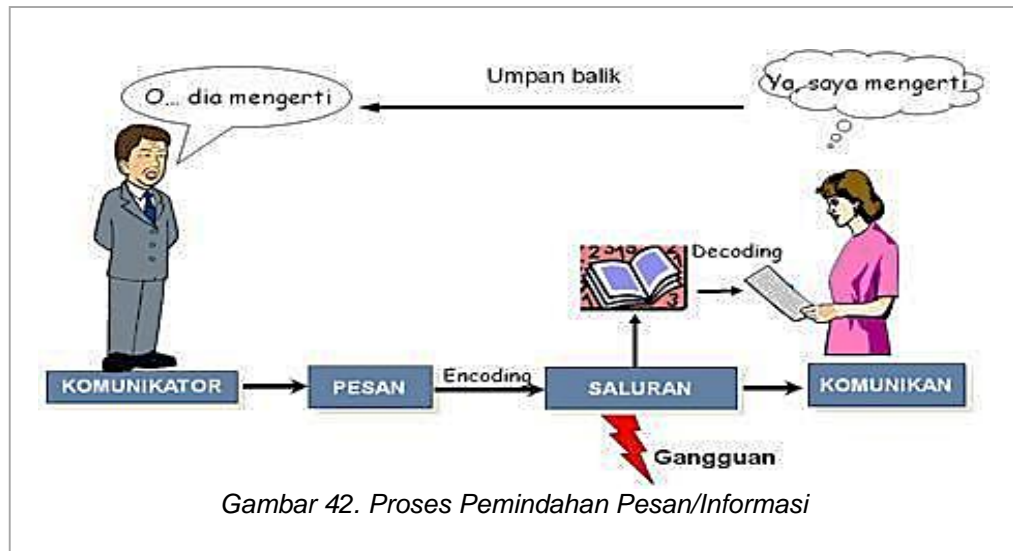 Umpan balik
O... dia mengerti
Ya, saya mengerti
Decoding
KOMUNIKATOR
PESAN
Encoding
SALURAN
KOMUNIKAN
Gangguan
Gambar 42. Proses Pemindahan Pesan/Informasi